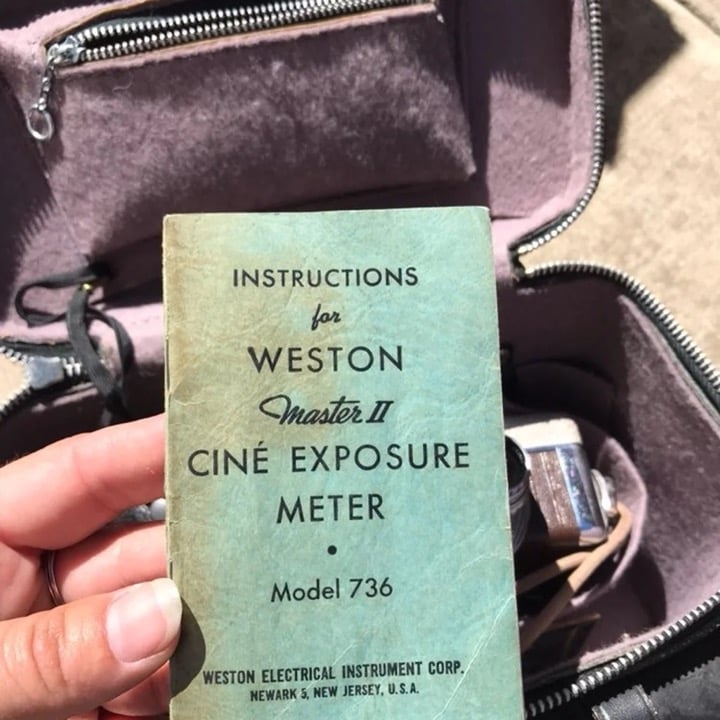 INSTRUCTIONS
for
WESTON
Master II
CINÉ EXPOSURE
METER
•
Model 736
WESTON ELECTRICAL INSTRUMENT CORP.
NEWARK 5, NEW JERSEY, U.S.A.